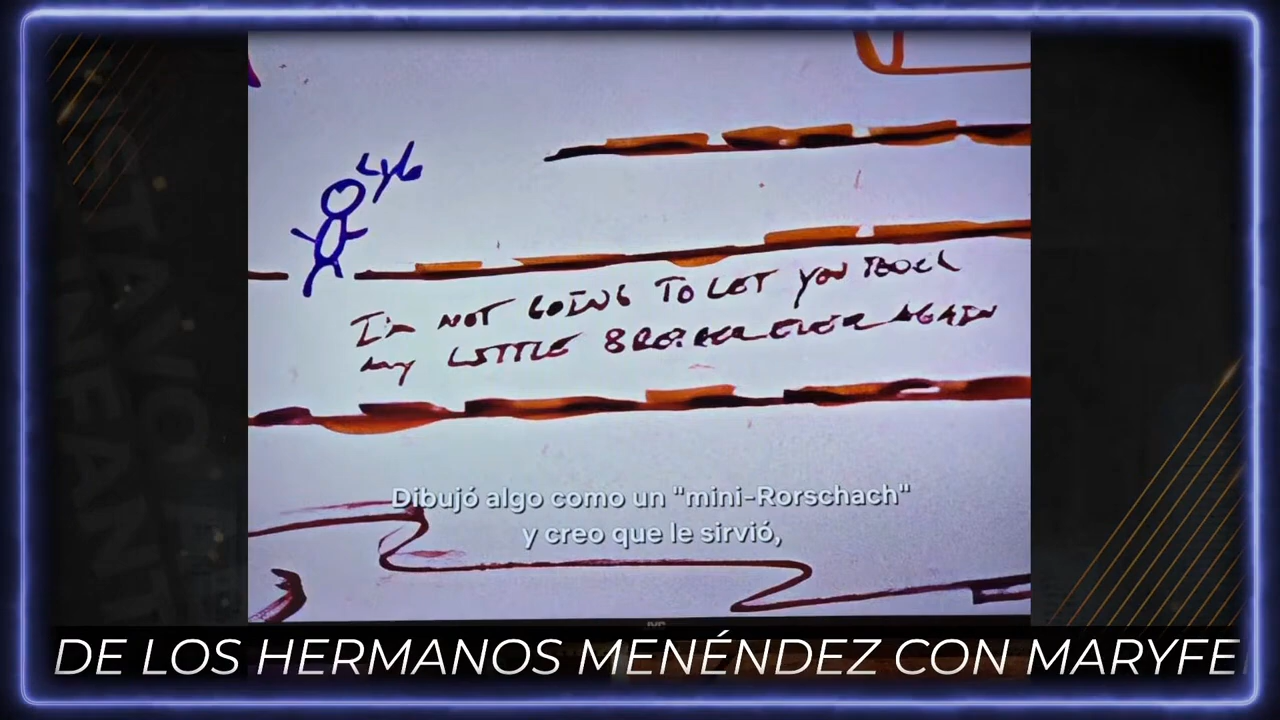 Lyle
I'm NOT GOING TO LET YOU TOUCH
my LITTLE BROTHER EVER AGAIN
Dibujó algo como un "mini-Rorschach"
y creo que le sirvió,
JVC
DE LOS HERMANOS MENÉNDEZ CON MARYFE